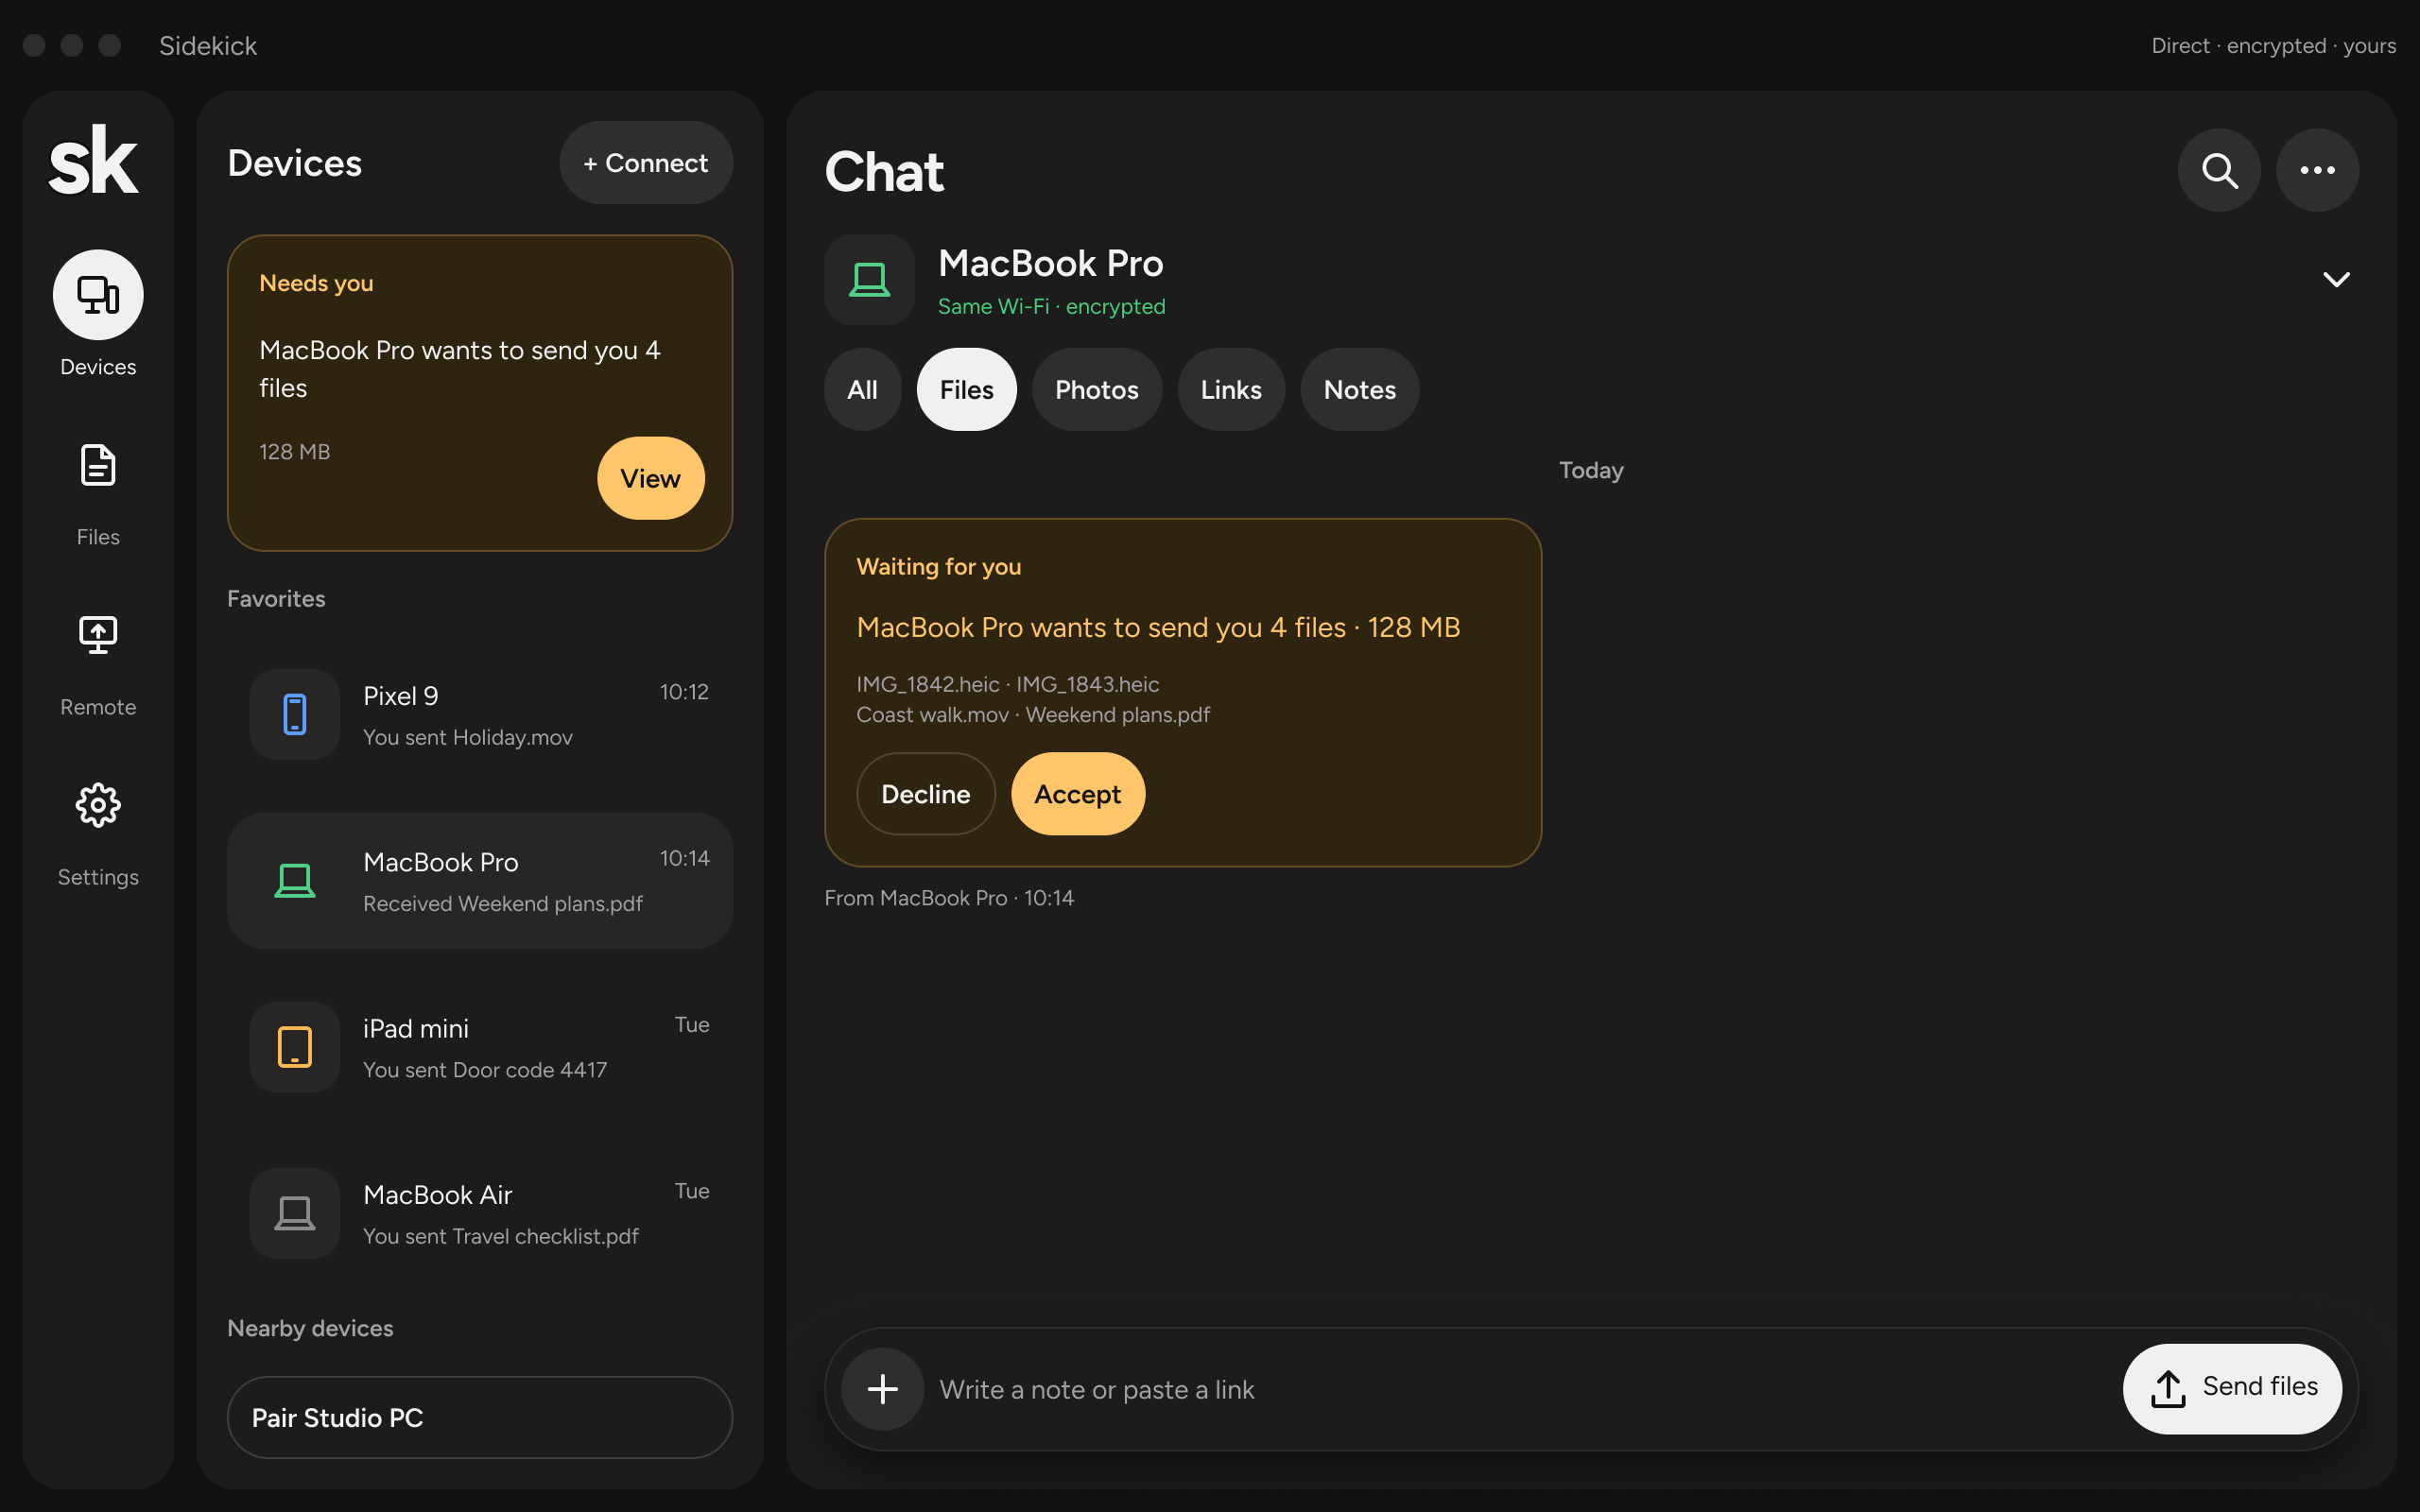 Sidekick
Direct · encrypted · yours
sk
Devices
Files
Remote
Settings
Devices
+ Connect
Needs you
MacBook Pro wants to send you 4
files
128 MB
View
Favorites
Pixel 9
10:12
You sent Holiday.mov
MacBook Pro
10:14
Received Weekend plans.pdf
iPad mini
Tue
You sent Door code 4417
MacBook Air
Tue
You sent Travel checklist.pdf
Nearby devices
Pair Studio PC
Chat
MacBook Pro
Same Wi-Fi · encrypted
All
Files
Photos
Links
Notes
Today
Waiting for you
MacBook Pro wants to send you 4 files · 128 MB
IMG_1842.heic · IMG_1843.heic
Coast walk.mov · Weekend plans.pdf
Decline
Accept
From MacBook Pro · 10:14
Write a note or paste a link
Send files